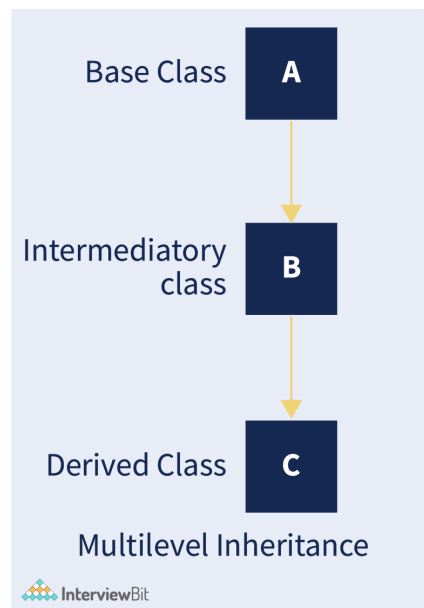 Base Class
A
Intermediatory
class
B
Derived Class
C
Multilevel Inheritance
InterviewBit